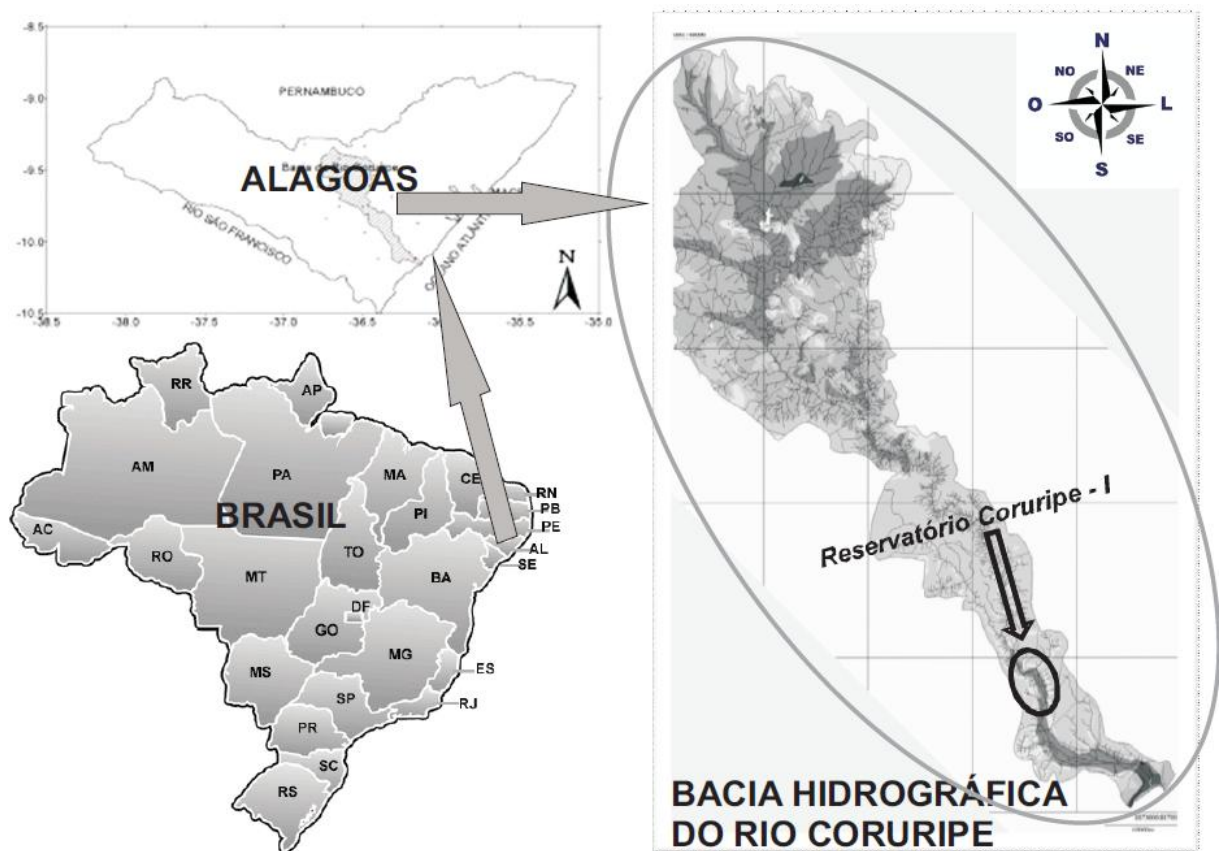 -8.5
-9.0
-9.5
-10.0
-10.5
-38.5
-38.0
-37.5
-36.5
-35.5
-35.0
PERNAMBUCO
ALAGOAS
RIO SÃO FRANCISCO
N
RR
AP
AM
PA
MA
CE
RN
PB
PE
PI
BRASIL
AC
RO
TO
AL
SE
MT
BA
DF
GO
MG
MS
ES
SP
RJ
PR
SC
RS
N
NO
NE
O
L
SO
SE
S
Reservatório Coruripe - I
BACIA HIDROGRÁFICA
DO RIO CORURIPE